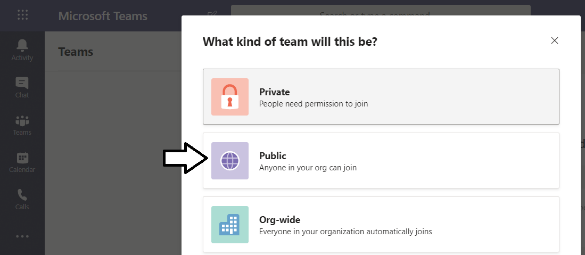 Microsoft Teams
What kind of team will this be?
Teams
Activity
Private
People need permission to join
Chat
Teams
Public
Anyone in your org can join
Calendar
Calls
Org-wide
Everyone in your organization automatically joins